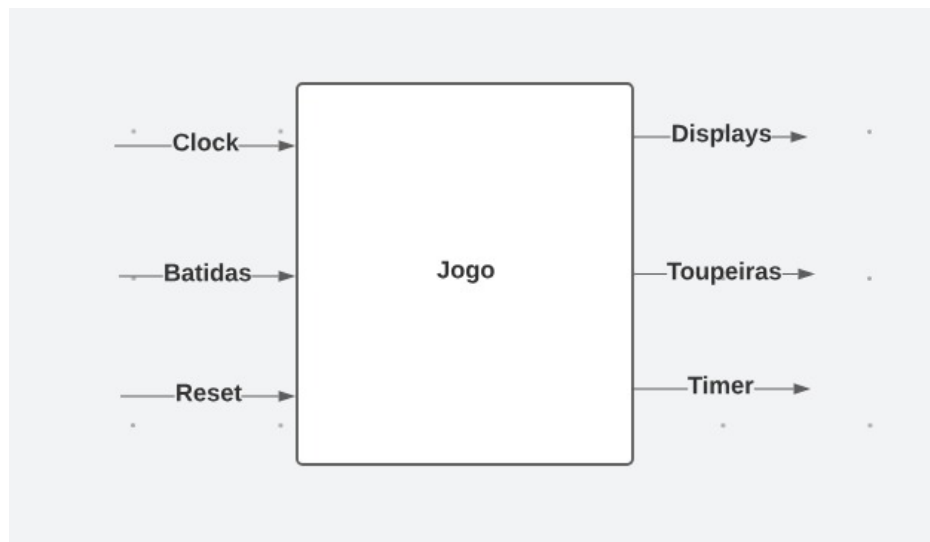 Clock
Batidas
Reset
Jogo
Displays
Toupeiras
Timer